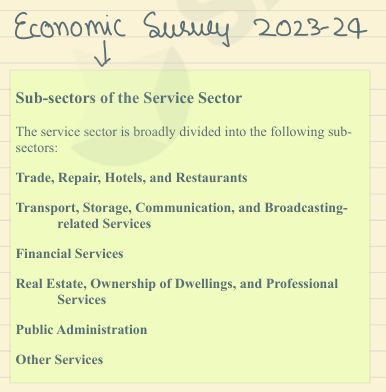 Economic Survey 2023-24
Sub-sectors of the Service Sector
The service sector is broadly divided into the following sub-
sectors:
Trade, Repair, Hotels, and Restaurants
Transport, Storage, Communication, and Broadcasting-
related Services
Financial Services
Real Estate, Ownership of Dwellings, and Professional
Services
Public Administration
Other Services